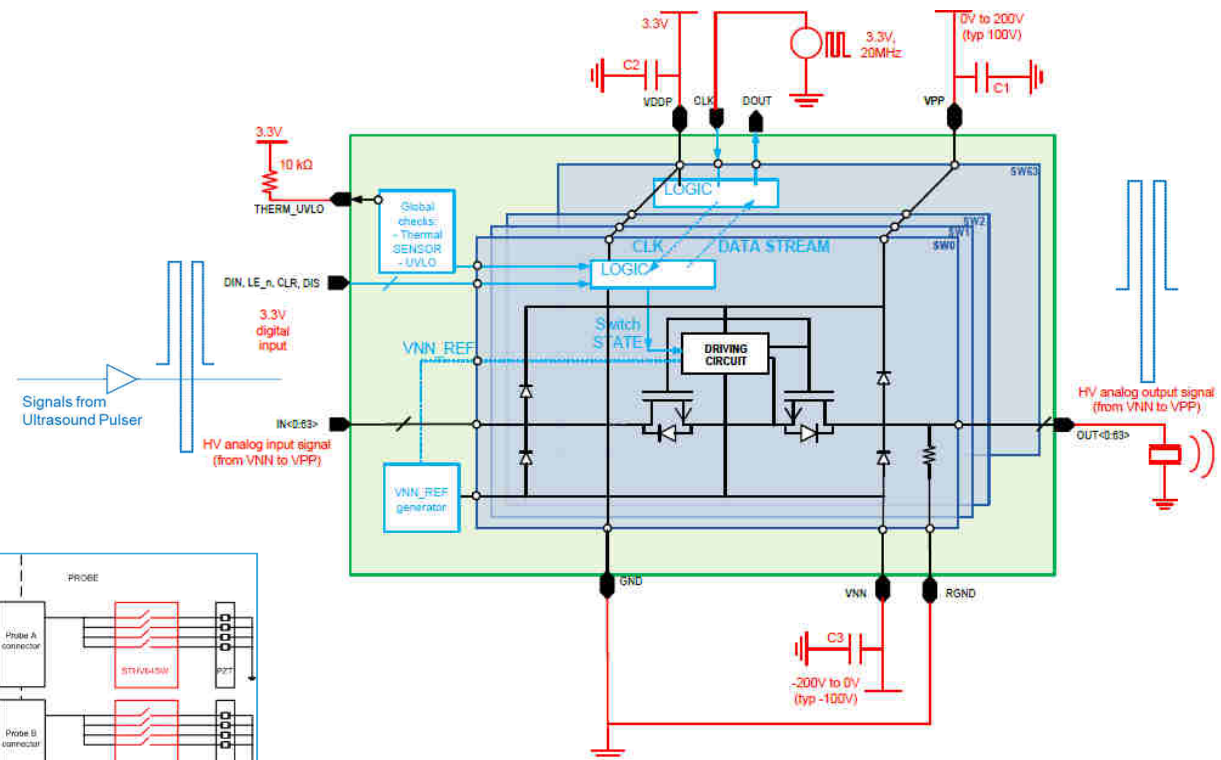 3.3V
C2
VDDP
CLK
DOUT
3.3V,
20MHz
0V to 200V
(typ 100V)
C1
VPP
3.3V
10 kΩ
THERM_UVLO
Global
checks:
- Thermal
SENSOR
- UVLO
LOGIC
SW63
SW2
SW1
SW0
CLK
DATA STREAM
LOGIC
DIN, LE_n, CLR, DIS
3.3V
digital
input
Switch
STATE
VNN_REF
DRIVING
CIRCUIT
Signals from
Ultrasound Pulser
IN<0:63>
HV analog input signal
(from VNN to VPP)
HV analog output signal
(from VNN to VPP)
OUT<0:63>
VNN_REF
generator
GND
VNN
RGND
C3
-200V to 0V
(typ -100V)
PROBE
Probe A
connector
PZT
Probe B
connector